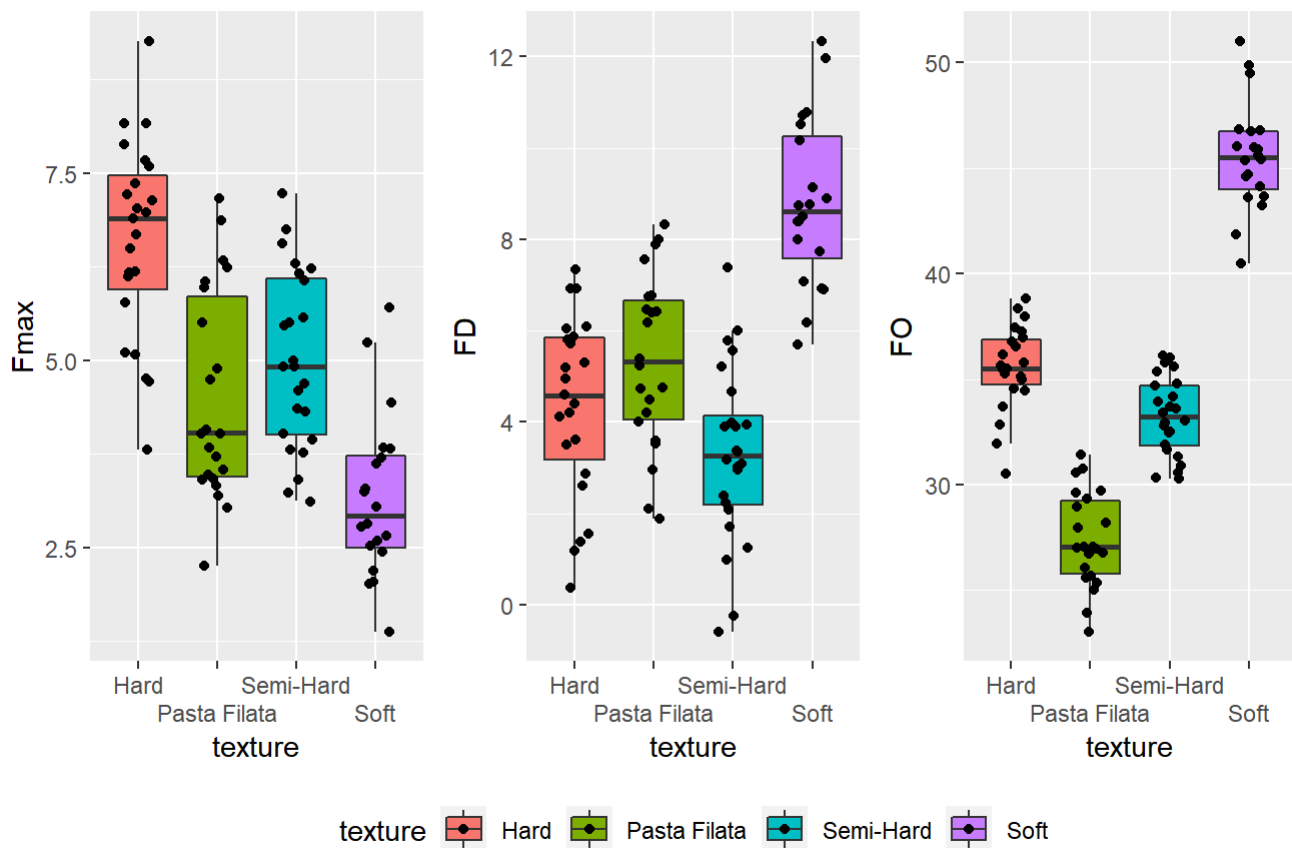 Fmax
7.5
5.0
2.5
Hard
Semi-Hard
Pasta Filata
Soft
texture
FD
12
8
4
0
Hard
Semi-Hard
Pasta Filata
Soft
texture
FO
50
40
30
Hard
Semi-Hard
Pasta Filata
Soft
texture
texture Hard Pasta Filata Semi-Hard Soft